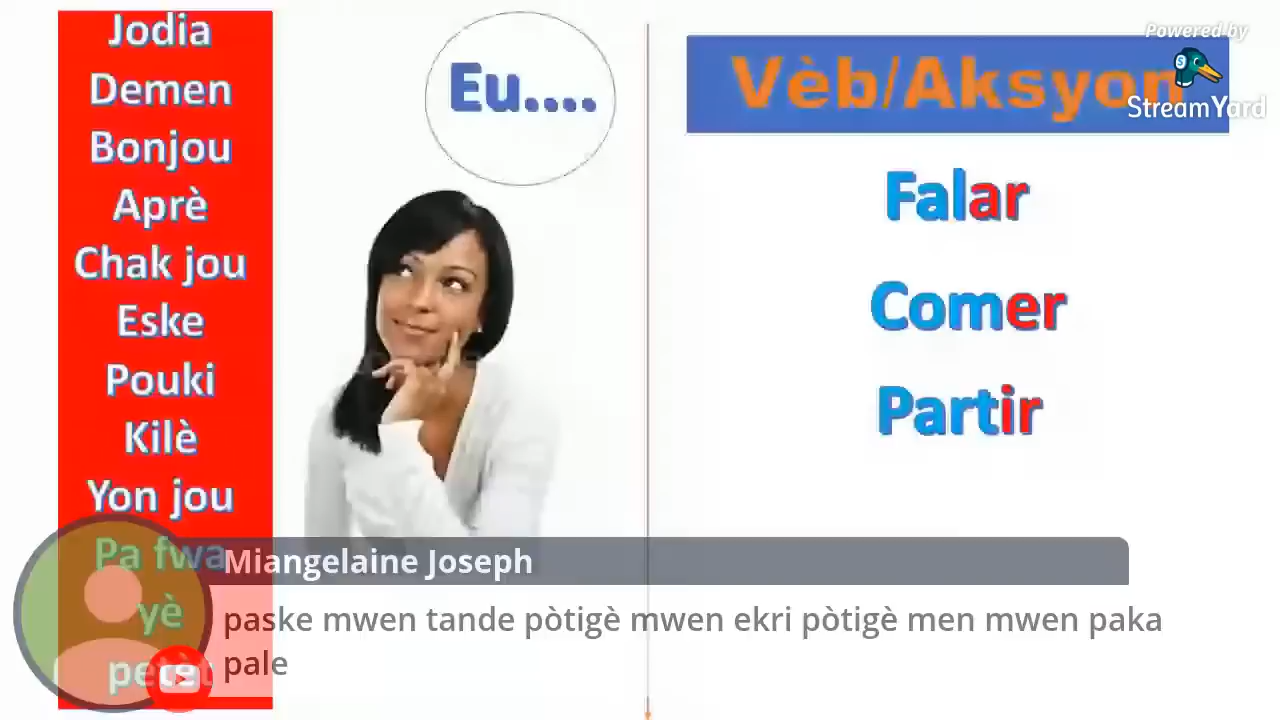 Jodia
Demen
Bonjou
Aprè
Chak jou
Eske
Pouki
Kilè
Yon jou
Pa fwa
yè
petèt
Eu....
Vèb/Aksyon
Powered by
StreamYard
Falar
Comer
Partir
Miangelaine Joseph
paske mwen tande pòtigè mwen ekri pòtigè men mwen paka
pale